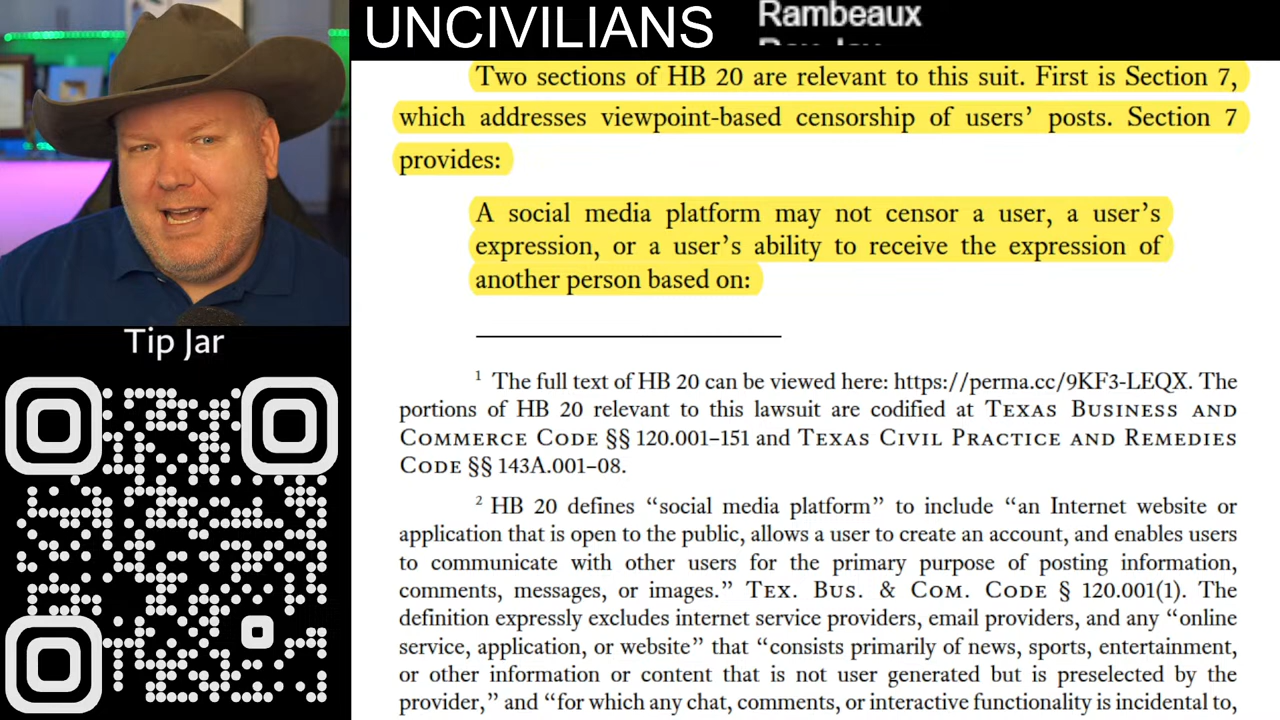 UNCIVILIANS
Rambeaux
Two sections of HB 20 are relevant to this suit. First is Section 7,
which addresses viewpoint-based censorship of users’ posts. Section 7
provides:
A social media platform may not censor a user, a user’s
expression, or a user’s ability to receive the expression of
another person based on:
Tip Jar
1 The full text of HB 20 can be viewed here: https://perma.cc/9KF3-LEQX. The
portions of HB 20 relevant to this lawsuit are codified at Texas Business and
Commerce Code §§ 120.001–151 and Texas Civil Practice and Remedies
Code §§ 143A.001–08.
2 HB 20 defines “social media platform” to include “an Internet website or
application that is open to the public, allows a user to create an account, and enables users
to communicate with other users for the primary purpose of posting information,
comments, messages, or images.” Tex. Bus. & Com. Code § 120.001(1). The
definition expressly excludes internet service providers, email providers, and any “online
service, application, or website” that “consists primarily of news, sports, entertainment,
or other information or content that is not user generated but is preselected by the
provider,” and “for which any chat, comments, or interactive functionality is incidental to,